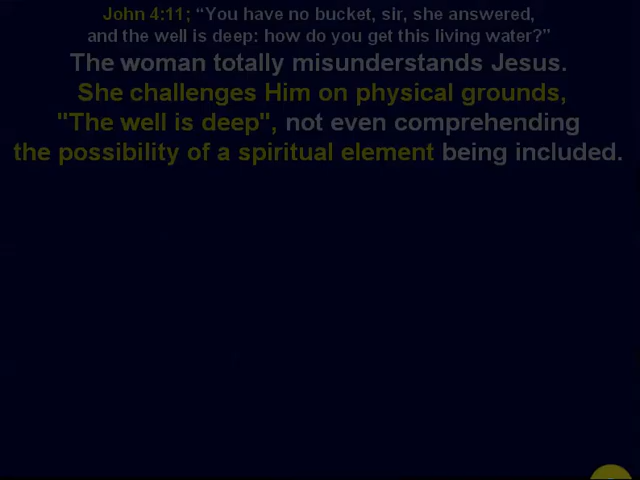 John 4:11; “You have no bucket, sir, she answered,
and the well is deep: how do you get this living water?”
The woman totally misunderstands Jesus.
She challenges Him on physical grounds,
"The well is deep", not even comprehending
the possibility of a spiritual element being included.